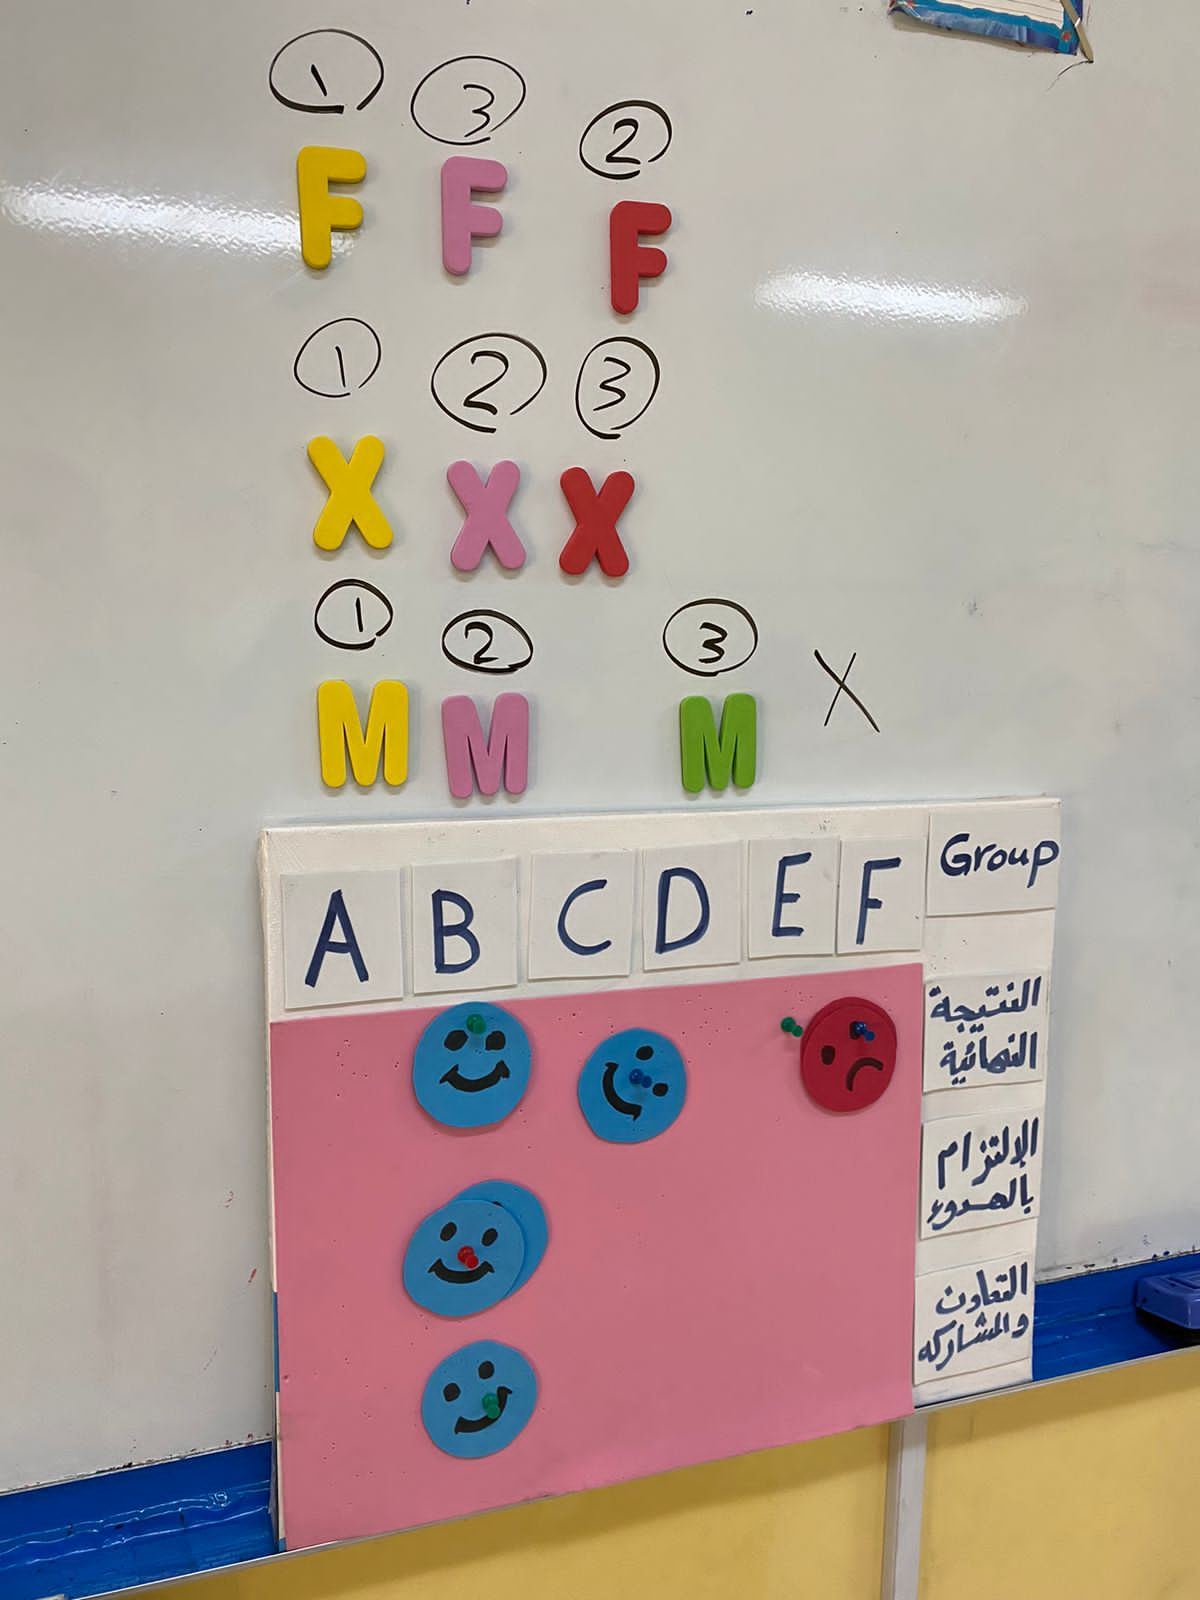 1 3 2
F F F
1 2 3
X X X
1 2 3
M M M X
A B C D E F Group
النتيجة
النهائية
الإلتزام
بالهدوء
التعاون
والمشاركه